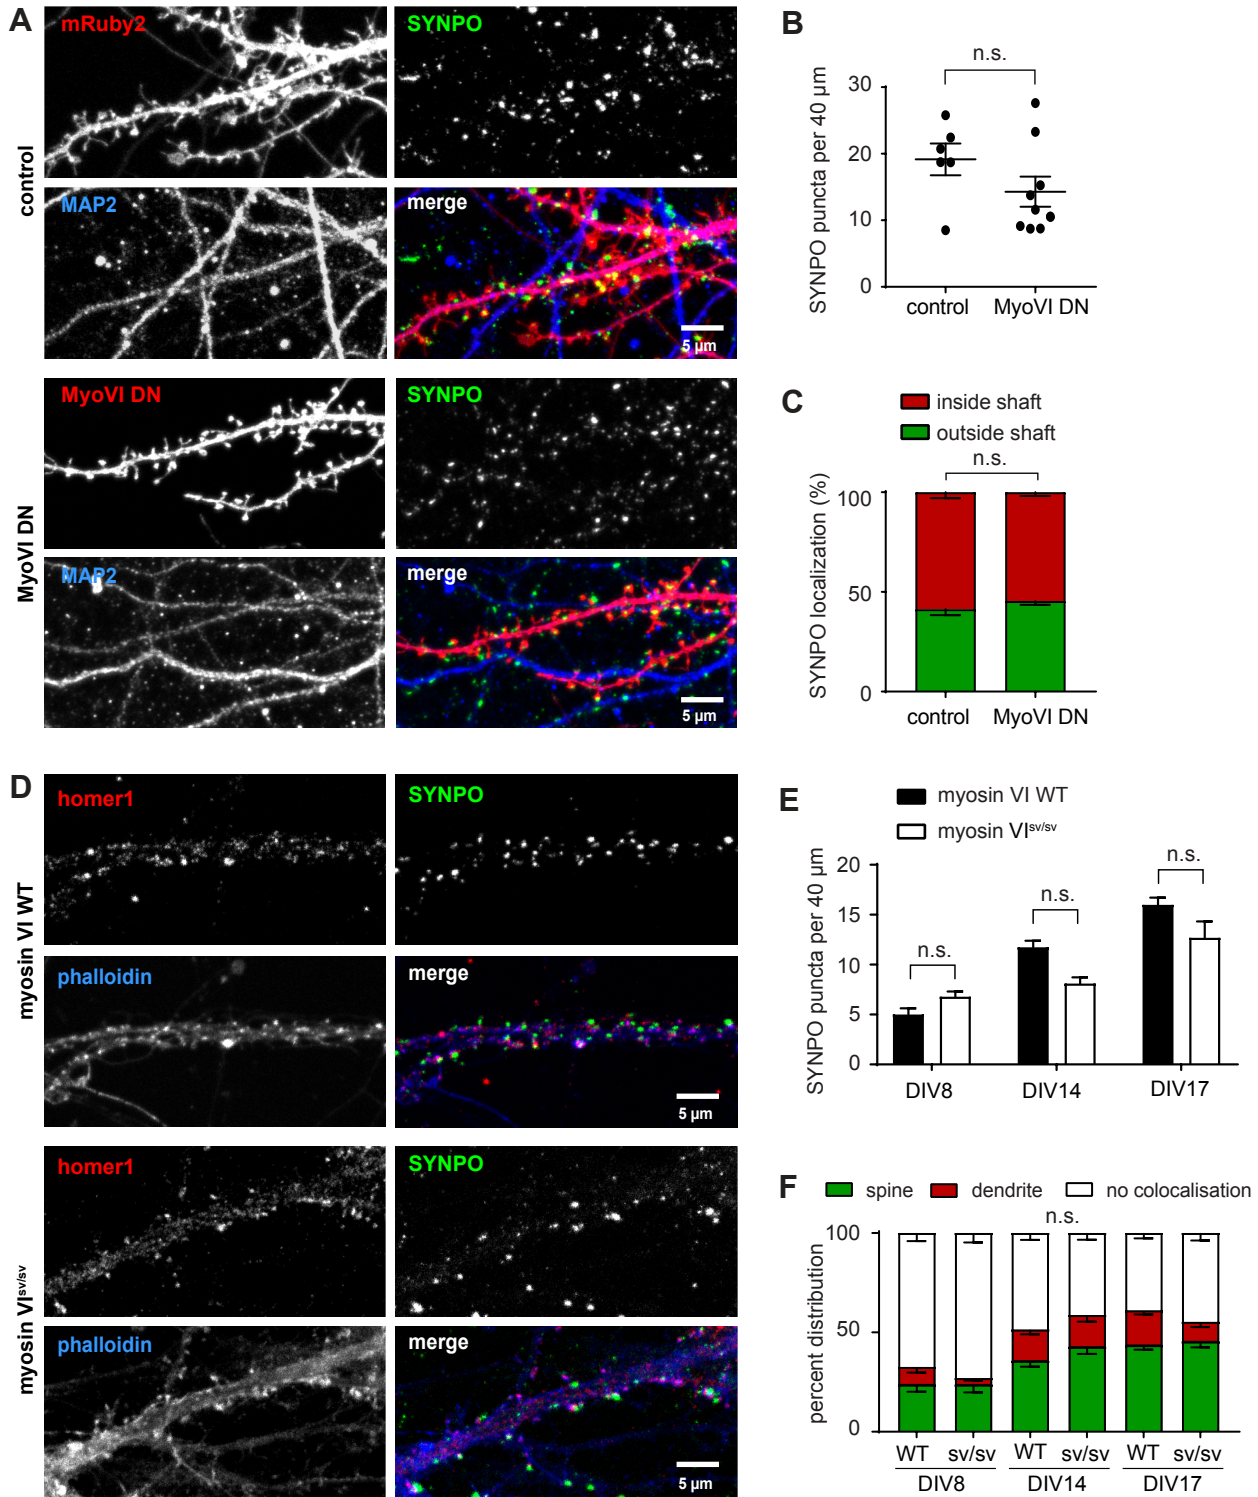 A
control
mRuby2
SYNPO
MAP2
merge
5 µm
MyoVI DN
MyoVI DN
SYNPO
MAP2
merge
5 µm
B
n.s.
SYNPO puncta per 40 µm
30
20
10
0
control
MyoVI DN
C
inside shaft
outside shaft
n.s.
SYNPO localization (%)
100
50
0
control
MyoVI DN
D
myosin VI WT
homer1
SYNPO
phalloidin
merge
5 µm
myosin VIsv/sv
homer1
SYNPO
phalloidin
merge
5 µm
E
myosin VI WT
myosin VIsv/sv
SYNPO puncta per 40 µm
20
15
10
5
0
n.s.
n.s.
n.s.
DIV8
DIV14
DIV17
F
spine
dendrite
no colocalisation
n.s.
percent distribution
100
50
0
WT sv/sv WT sv/sv WT sv/sv
DIV8 DIV14 DIV17